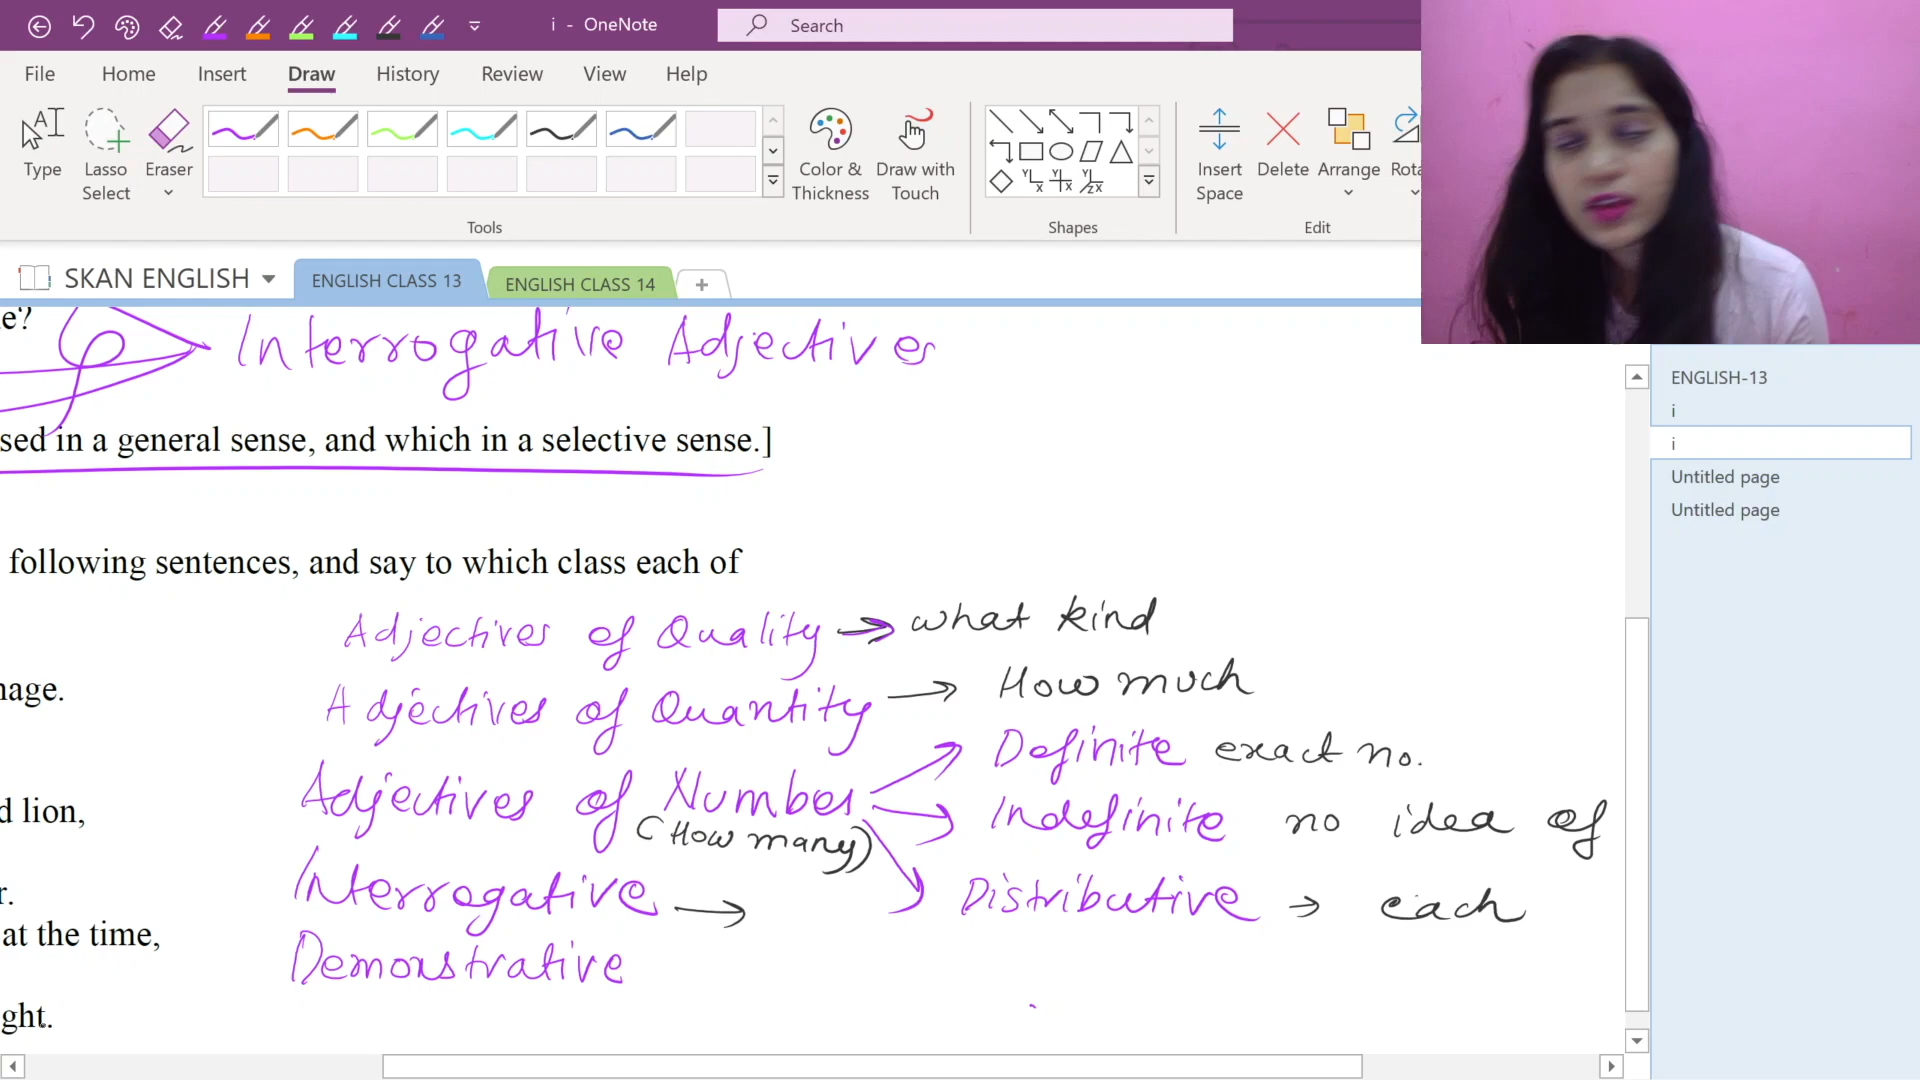 i - OneNote
Search
File Home Insert Draw History Review View Help
Type
Lasso Select
Eraser
Color & Thickness
Draw with Touch
Insert Space
Delete
Arrange
Rota
Tools
Shapes
Edit
SKAN ENGLISH
ENGLISH CLASS 13
ENGLISH CLASS 14
ENGLISH-13
i
i
Untitled page
Untitled page
e?
Interrogative Adjectives
sed in a general sense, and which in a selective sense.]
following sentences, and say to which class each of
Adjectives of Quality → what kind
nage.
Adjectives of Quantity → How much
Definite exact no.
Adjectives of Number
d lion,
Indefinite no idea of
(How many)
Interrogative →
r.
Distributive → each
at the time,
Demonstrative
ght.